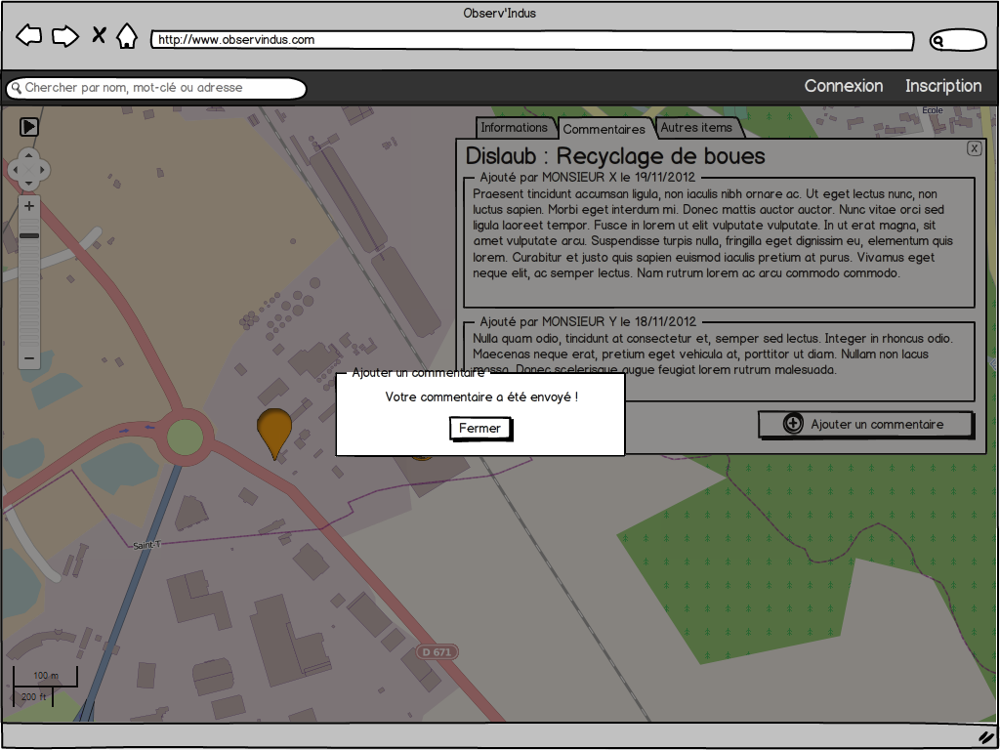 Observ'Indus
http://www.observindus.com
Chercher par nom, mot-clé ou adresse
Connexion
Inscription
Ecole
Informations
Commentaires
Autres items
X
Dislaub : Recyclage de boues
Ajouté par MONSIEUR X le 19/11/2012
Praesent tincidunt accumsan ligula, non iaculis nibh ornare ac. Ut eget lectus nunc, non
luctus sapien. Morbi eget interdum mi. Donec mattis auctor auctor. Nunc vitae orci sed
ligula laoreet tempor. Fusce in lorem ut elit vulputate vulputate. In ut erat magna, sit
amet vulputate arcu. Suspendisse turpis nulla, fringilla eget dignissim eu, elementum quis
lorem. Curabitur et justo quis sapien euismod iaculis pretium at purus. Vivamus eget
neque elit, ac semper lectus. Nam rutrum lorem ac arcu commodo commodo.
Ajouté par MONSIEUR Y le 18/11/2012
Nulla quam odio, tincidunt at consectetur et, semper sed lectus. Integer in rhoncus odio.
Maecenas neque erat, pretium eget vehicula at, porttitor ut diam. Nullam non lacus
massa. Donec scelerisque augue feugiat lorem rutrum malesuada.
Ajouter un commentaire
Votre commentaire a été envoyé !
Fermer
Ajouter un commentaire
Saint-T
D 671
100 m
200 ft